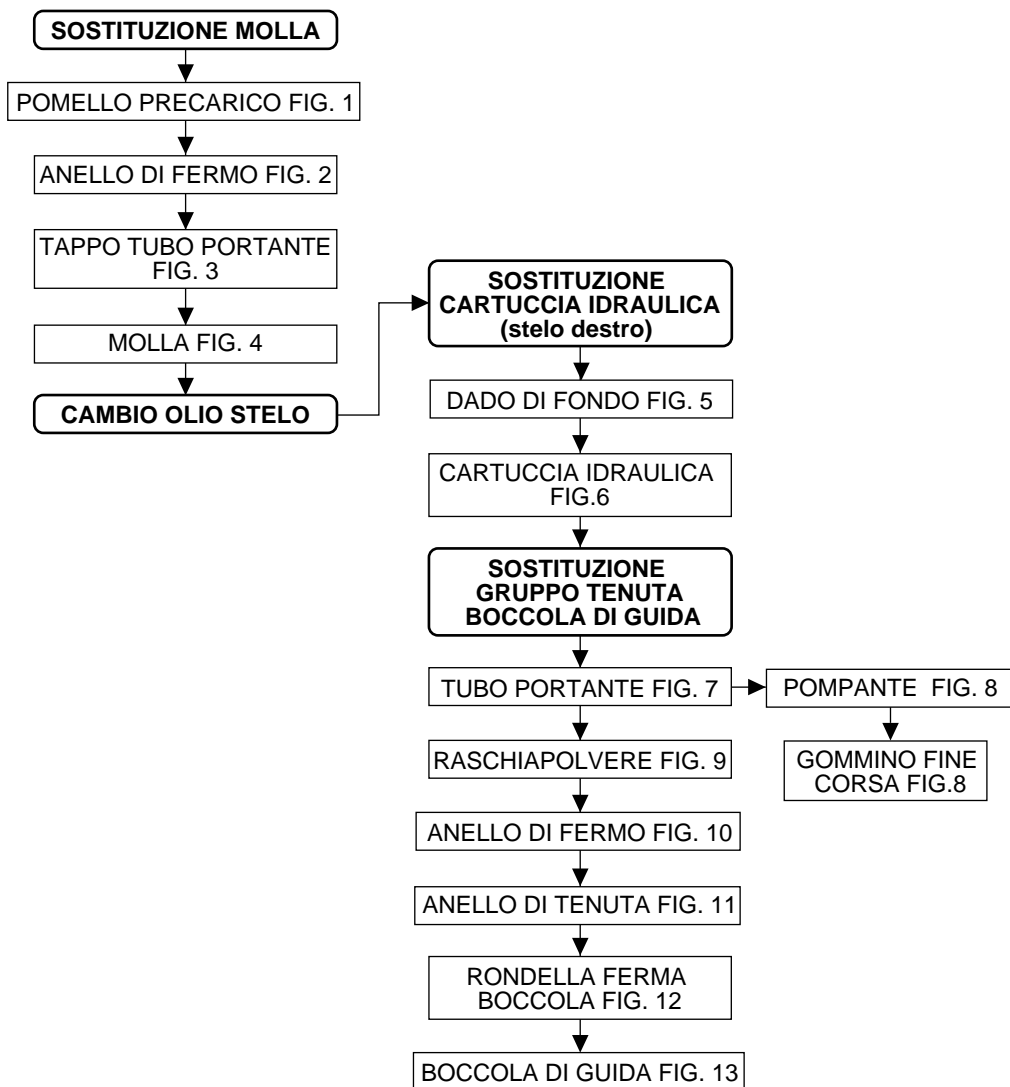 SOSTITUZIONE MOLLA
POMELLO PRECARICO FIG. 1
ANELLO DI FERMO FIG. 2
TAPPO TUBO PORTANTE
FIG. 3
MOLLA FIG. 4
CAMBIO OLIO STELO
SOSTITUZIONE
CARTUCCIA IDRAULICA
(stelo destro)
DADO DI FONDO FIG. 5
CARTUCCIA IDRAULICA
FIG.6
SOSTITUZIONE
GRUPPO TENUTA
BOCCOLA DI GUIDA
TUBO PORTANTE FIG. 7
POMPANTE FIG. 8
GOMMINO FINE
CORSA FIG.8
RASCHIAPOLVERE FIG. 9
ANELLO DI FERMO FIG. 10
ANELLO DI TENUTA FIG. 11
RONDELLA FERMA
BOCCOLA FIG. 12
BOCCOLA DI GUIDA FIG. 13